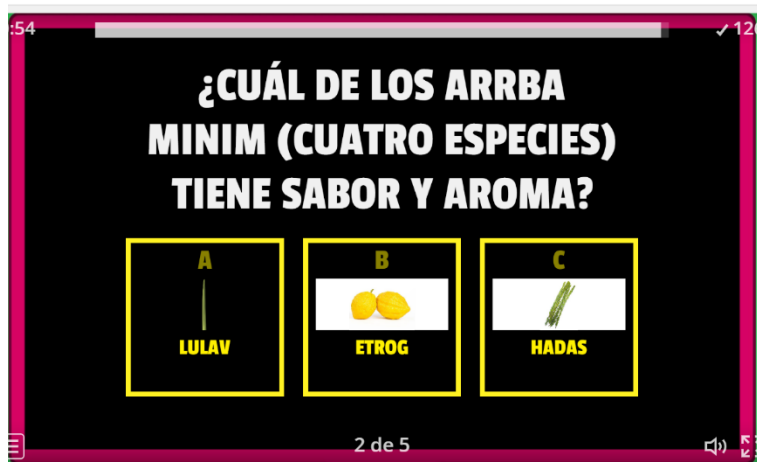 :54
✓ 12
¿CUÁL DE LOS ARRBA
MINIM (CUATRO ESPECIES)
TIENE SABOR Y AROMA?
A
B
C
LULAV
ETROG
HADAS
2 de 5